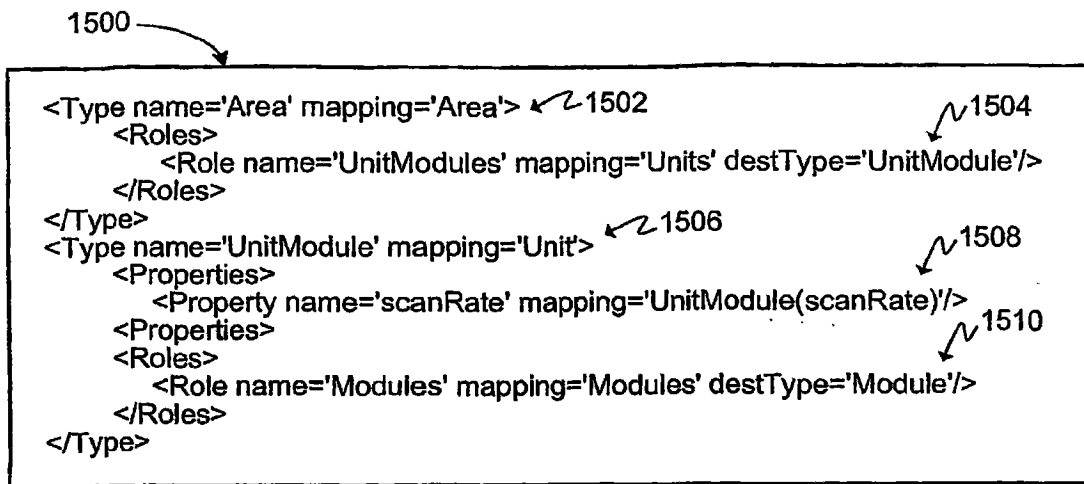 1500
<Type name='Area' mapping='Area'> 1502
1504
<Roles>
<Role name='UnitModules' mapping='Units' destType='UnitModule'/>
</Roles>
</Type>
1506
<Type name='UnitModule' mapping='Unit'>
1508
<Properties>
<Property name='scanRate' mapping='UnitModule(scanRate)'/>
<Properties>
1510
<Roles>
<Role name='Modules' mapping='Modules' destType='Module'/>
</Roles>
</Type>